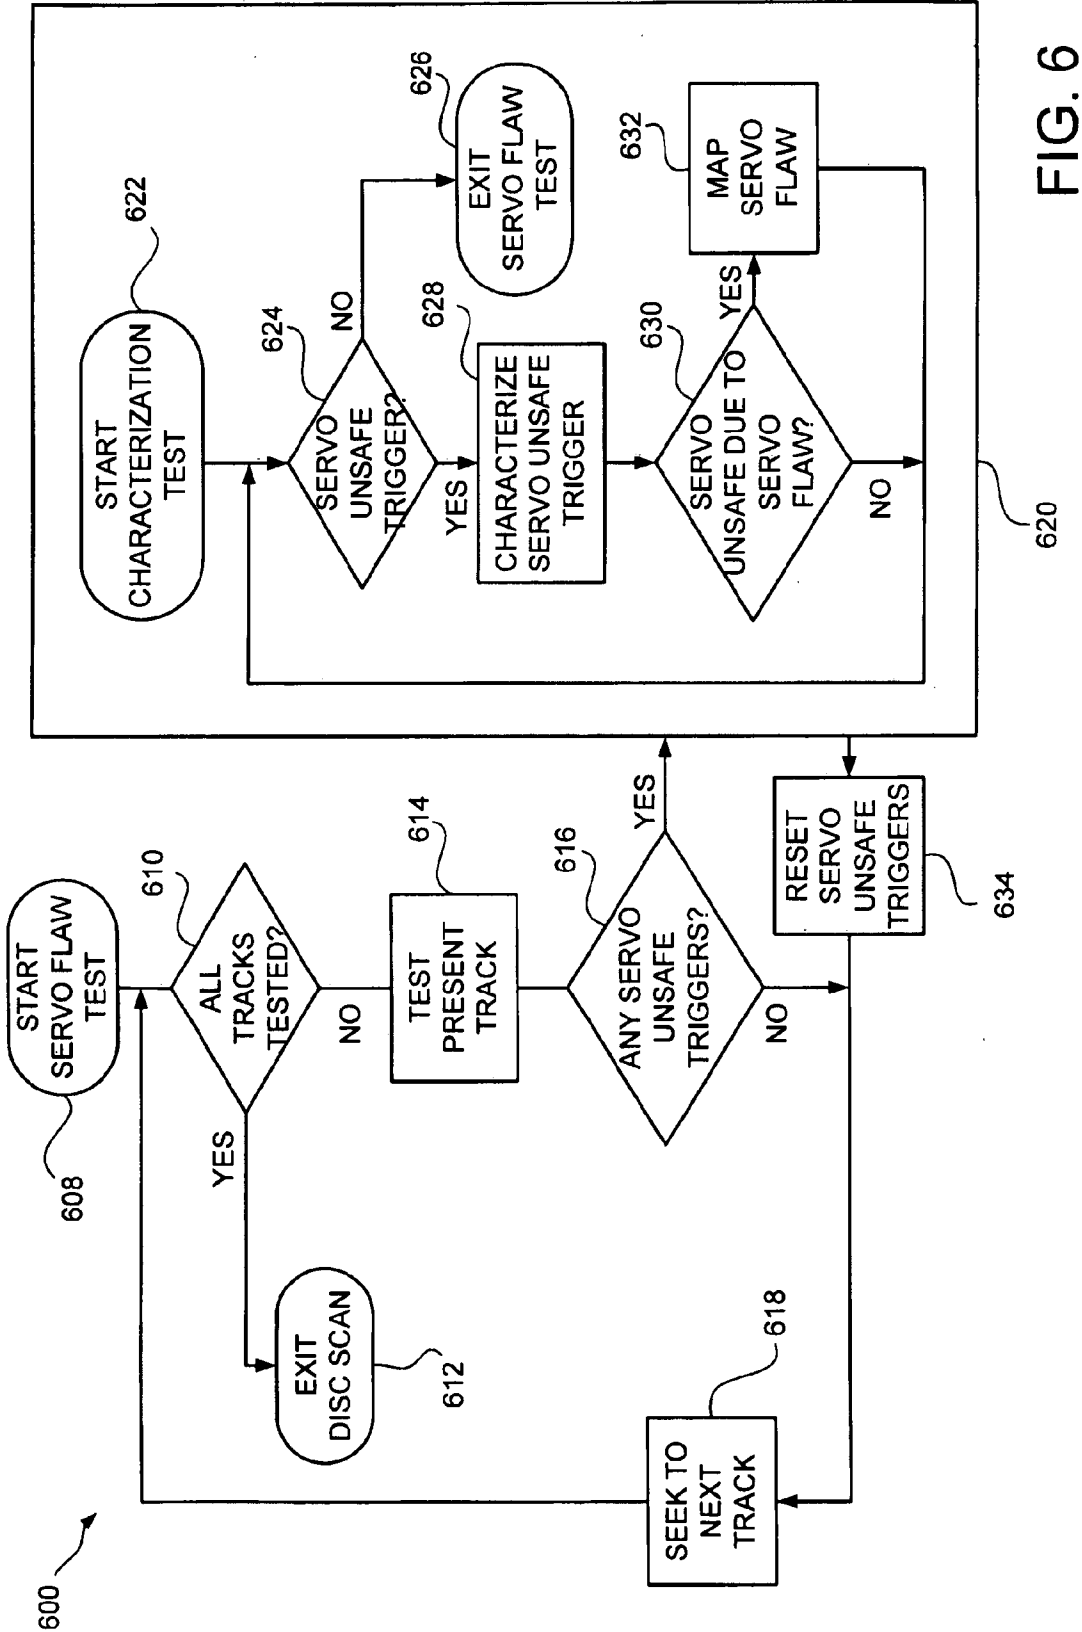 600
START
SERVO FLAW
TEST
608
ALL
TRACKS
TESTED?
610
YES
NO
EXIT
DISC SCAN
612
TEST
PRESENT
TRACK
614
ANY SERVO
UNSAFE
TRIGGERS?
616
YES
NO
SEEK TO
NEXT
TRACK
618
RESET
SERVO
UNSAFE
TRIGGERS
634
START
CHARACTERIZATION
TEST
622
SERVO
UNSAFE
TRIGGER?
624
NO
YES
EXIT
SERVO FLAW
TEST
626
CHARACTERIZE
SERVO UNSAFE
TRIGGER
628
SERVO
UNSAFE DUE TO
SERVO
FLAW?
630
YES
NO
MAP
SERVO
FLAW
632
620
FIG. 6